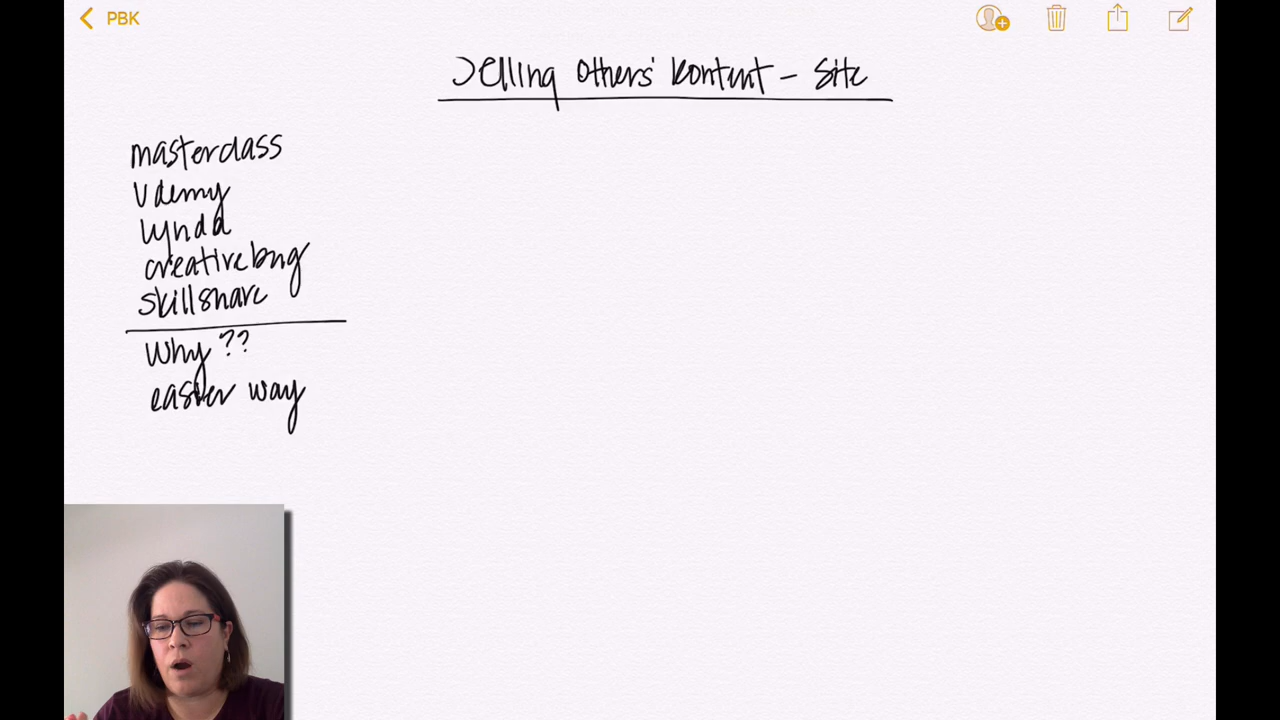 PBK
Selling Others' Kontent - Site
masterclass
Udemy
Lynda
creativebug
skillshare
Why ??
easier way